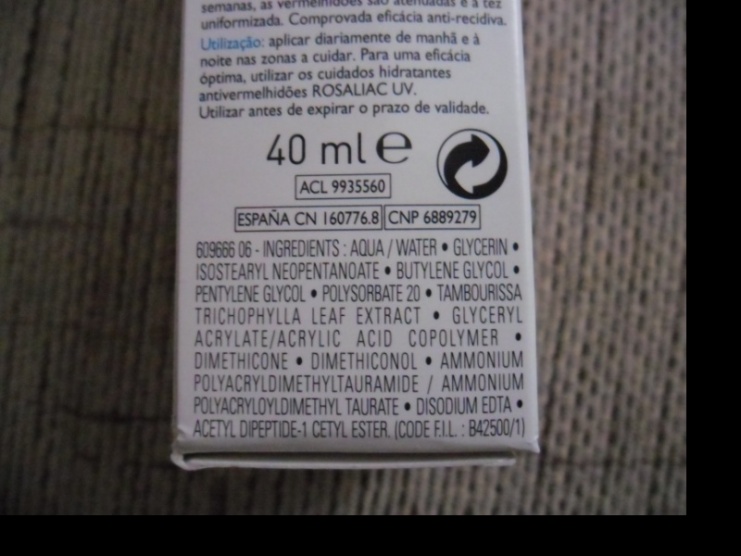 semanas, as vermelhidões são atenuadas e a tez
uniformizada. Comprovada eficácia anti-recidiva.
Utilização: aplicar diariamente de manhã e à
noite nas zonas a cuidar. Para uma eficácia
óptima, utilizar os cuidados hidratantes
antivermelhidões ROSALIAC UV.
Utilizar antes de expirar o prazo de validade.
40 ml e
ACL 9935560
ESPAÑA CN 160776.8 CNP 6889279
609666 06 - INGREDIENTS : AQUA / WATER • GLYCERIN •
ISOSTEARYL NEOPENTANOATE • BUTYLENE GLYCOL •
PENTYLENE GLYCOL • POLYSORBATE 20 • TAMBOURISSA
TRICHOPHYLLA LEAF EXTRACT • GLYCERYL
ACRYLATE/ACRYLIC ACID COPOLYMER •
DIMETHICONE • DIMETHICONOL • AMMONIUM
POLYACRYLDIMETHYLTAURAMIDE / AMMONIUM
POLYACRYLOYLDIMETHYL TAURATE • DISODIUM EDTA •
ACETYL DIPEPTIDE-1 CETYL ESTER. (CODE F.I.L. : B42500/1)